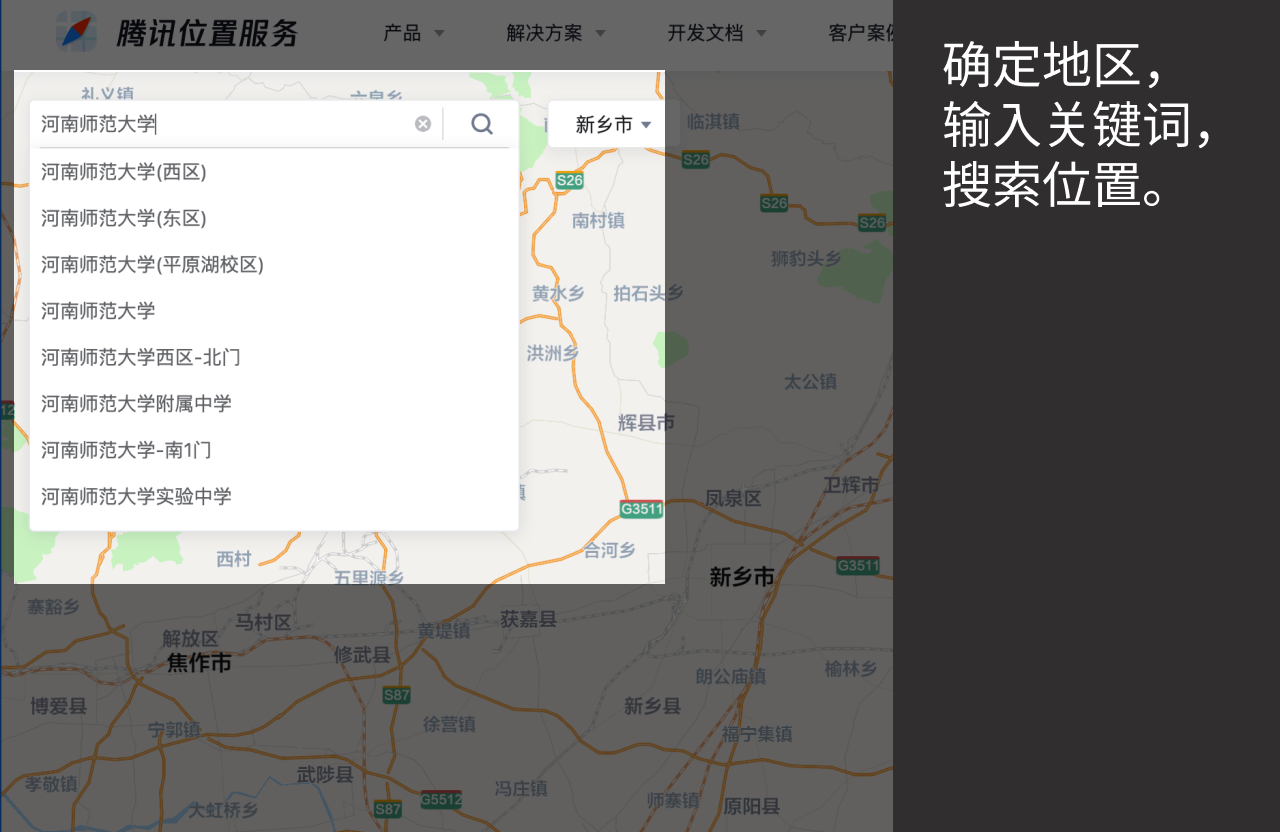 腾讯位置服务
产品
解决方案
开发文档
客户案例
确定地区，
输入关键词，
搜索位置。
礼义镇
六泉乡
河南师范大学
新乡市
临淇镇
河南师范大学(西区)
S26
S26
河南师范大学(东区)
S26
南村镇
S26
河南师范大学(平原湖校区)
狮豹头乡
黄水乡
拍石头乡
河南师范大学
河南师范大学西区-北门
洪洲乡
太公镇
河南师范大学附属中学
12
辉县市
河南师范大学-南1门
河南师范大学实验中学
镇
凤泉区
卫辉市
G3511
西村
合河乡
五里源乡
新乡市
G3511
寨豁乡
马村区
获嘉县
解放区
黄堤镇
焦作市
修武县
朗公庙镇
榆林乡
S87
博爱县
新乡县
宁郭镇
徐营镇
福宁集镇
武陟县
孝敬镇
冯庄镇
G5512
师寨镇
原阳县
大虹桥乡
S87